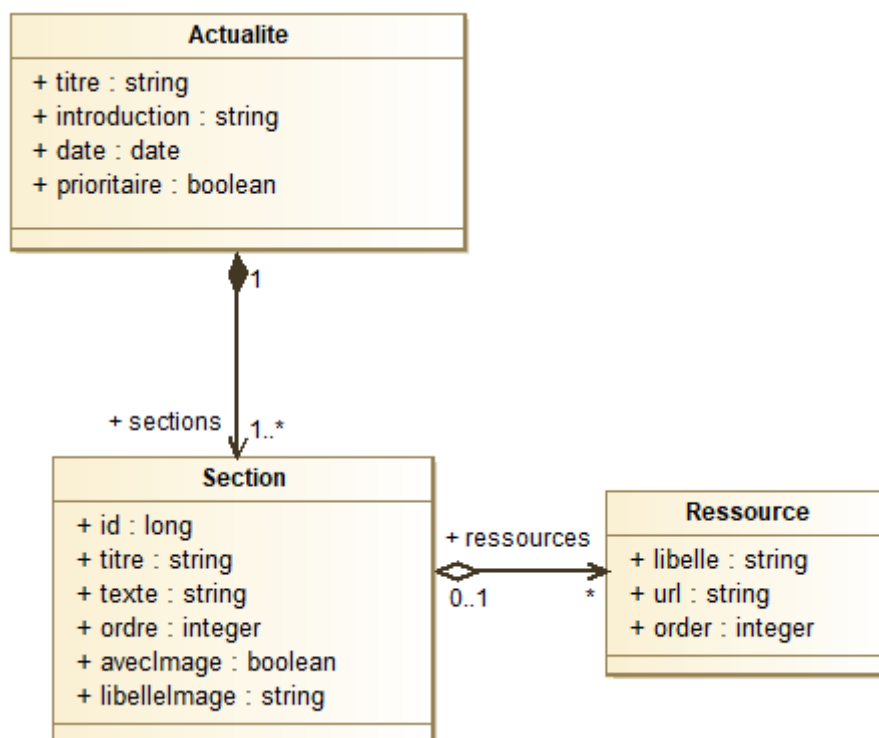 Actualite
+ titre : string
+ introduction : string
+ date : date
+ prioritaire : boolean
1
+ sections
1..*
Section
+ id : long
+ titre : string
+ texte : string
+ ordre : integer
+ avecImage : boolean
+ libelleImage : string
+ ressources
0..1
*
Ressource
+ libelle : string
+ url : string
+ order : integer